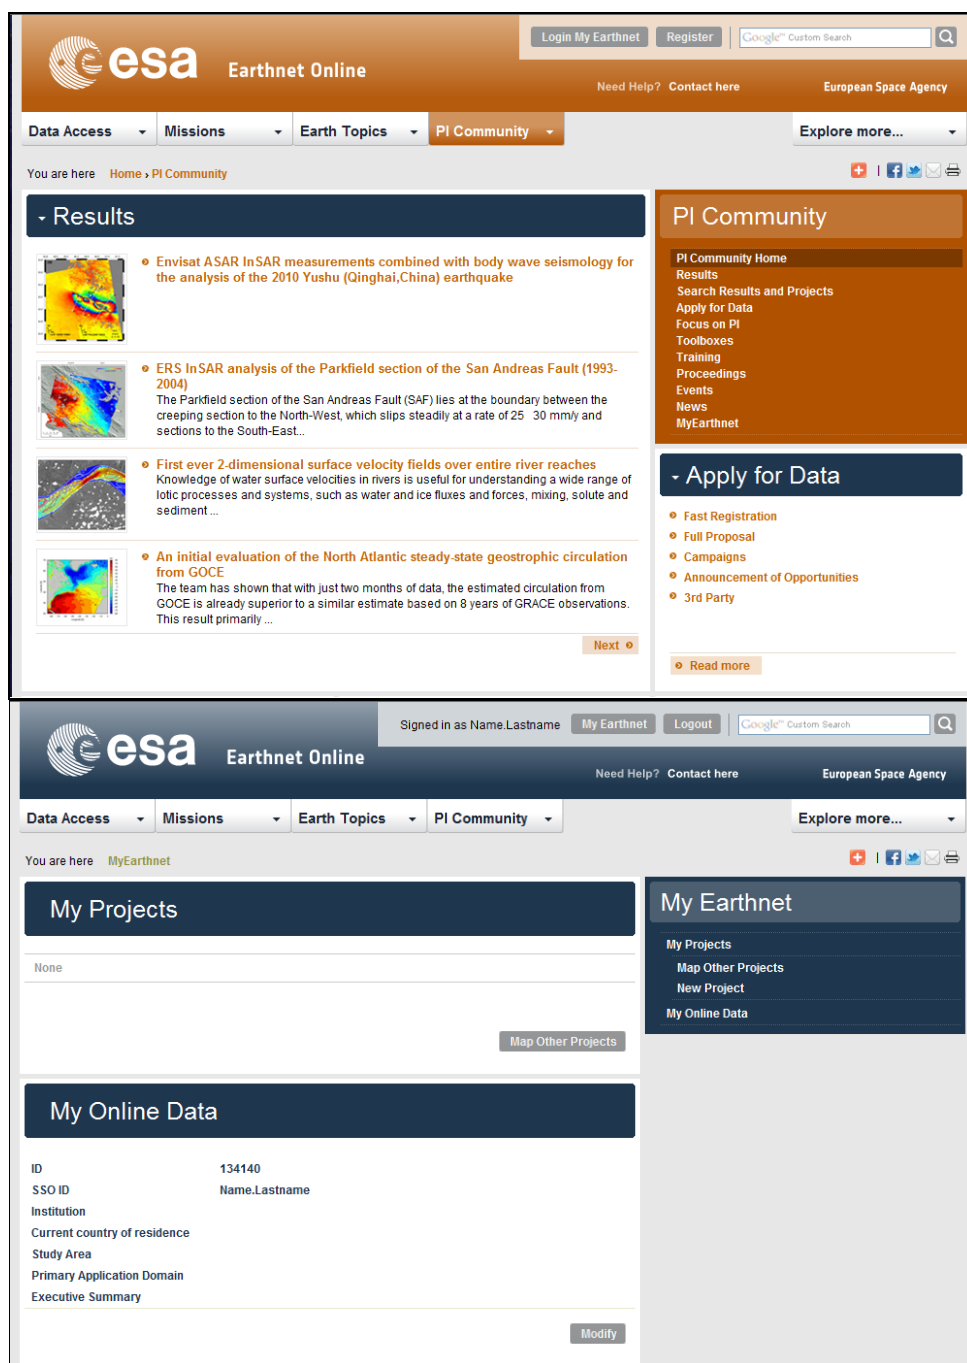 esa
Earthnet Online
Login My Earthnet
Register
Google™ Custom Search
Need Help? Contact here
European Space Agency
Data Access
Missions
Earth Topics
PI Community
Explore more...
You are here Home › PI Community
Results
Envisat ASAR InSAR measurements combined with body wave seismology for
the analysis of the 2010 Yushu (Qinghai,China) earthquake
ERS InSAR analysis of the Parkfield section of the San Andreas Fault (1993-
2004)
The Parkfield section of the San Andreas Fault (SAF) lies at the boundary between the
creeping section to the North-West, which slips steadily at a rate of 25 30 mm/y and
sections to the South-East...
First ever 2-dimensional surface velocity fields over entire river reaches
Knowledge of water surface velocities in rivers is useful for understanding a wide range of
lotic processes and systems, such as water and ice fluxes and forces, mixing, solute and
sediment ...
An initial evaluation of the North Atlantic steady-state geostrophic circulation
from GOCE
The team has shown that with just two months of data, the estimated circulation from
GOCE is already superior to a similar estimate based on 8 years of GRACE observations.
This result primarily ...
Next
PI Community
PI Community Home
Results
Search Results and Projects
Apply for Data
Focus on PI
Toolboxes
Training
Proceedings
Events
News
MyEarthnet
Apply for Data
Fast Registration
Full Proposal
Campaigns
Announcement of Opportunities
3rd Party
Read more
esa
Earthnet Online
Signed in as Name.Lastname
My Earthnet
Logout
Google™ Custom Search
Need Help? Contact here
European Space Agency
Data Access
Missions
Earth Topics
PI Community
Explore more...
You are here MyEarthnet
My Projects
None
Map Other Projects
My Online Data
ID 134140
SSO ID Name.Lastname
Institution
Current country of residence
Study Area
Primary Application Domain
Executive Summary
Modify
My Earthnet
My Projects
Map Other Projects
New Project
My Online Data